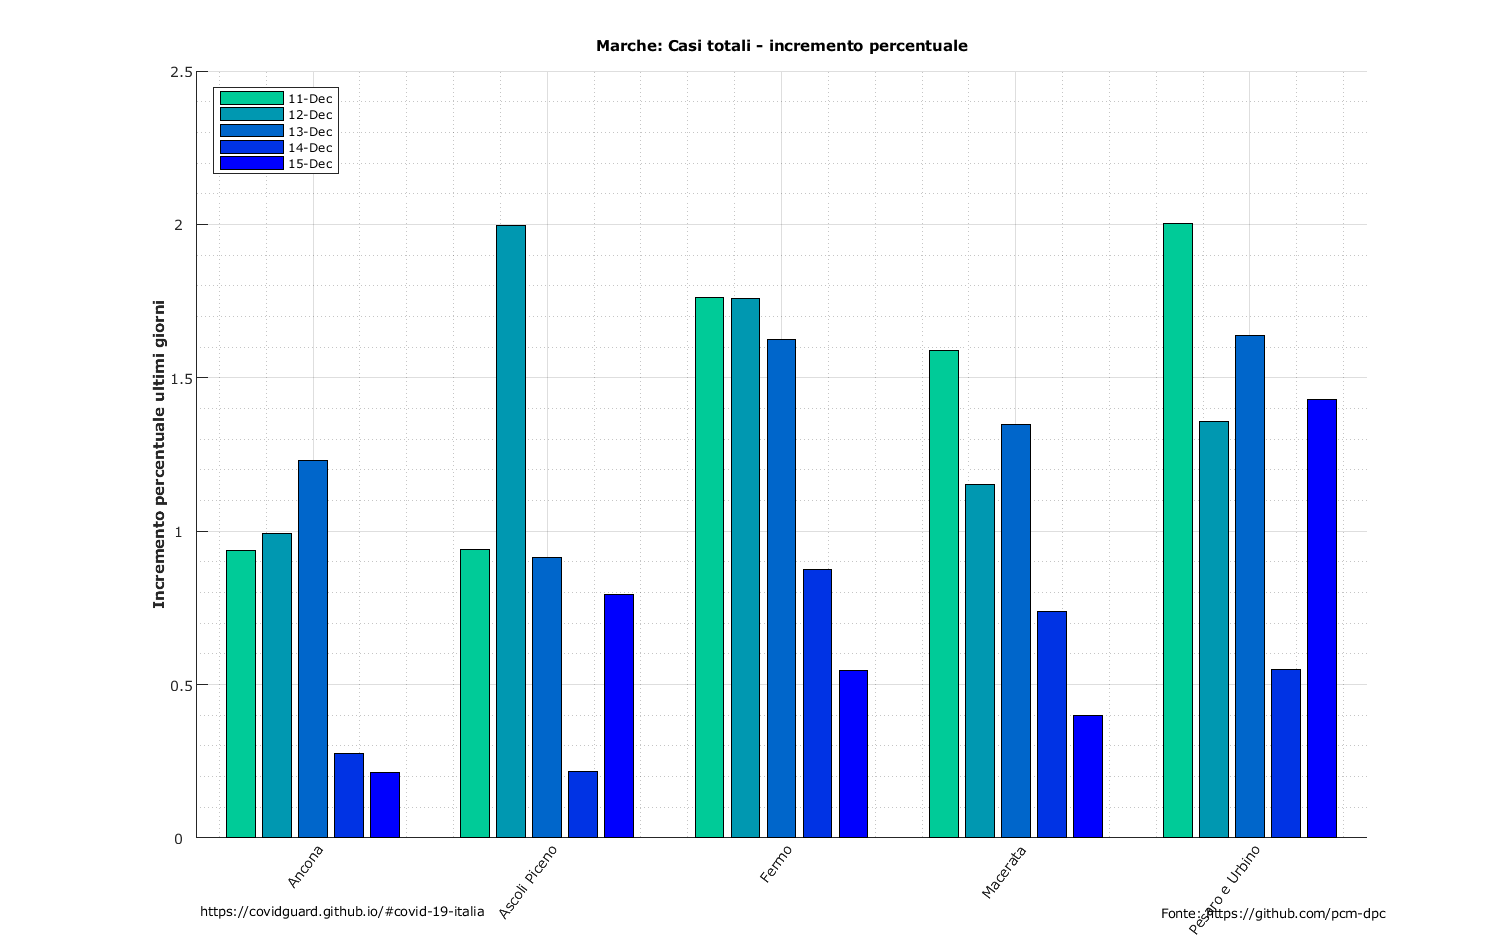 Marche: Casi totali - incremento percentuale
2.5
2
1.5
1
0.5
0
Incremento percentuale ultimi giorni
11-Dec
12-Dec
13-Dec
14-Dec
15-Dec
Ancona
Ascoli Piceno
Fermo
Macerata
Pesaro e Urbino
https://covidguard.github.io/#covid-19-italia
Fonte: https://github.com/pcm-dpc